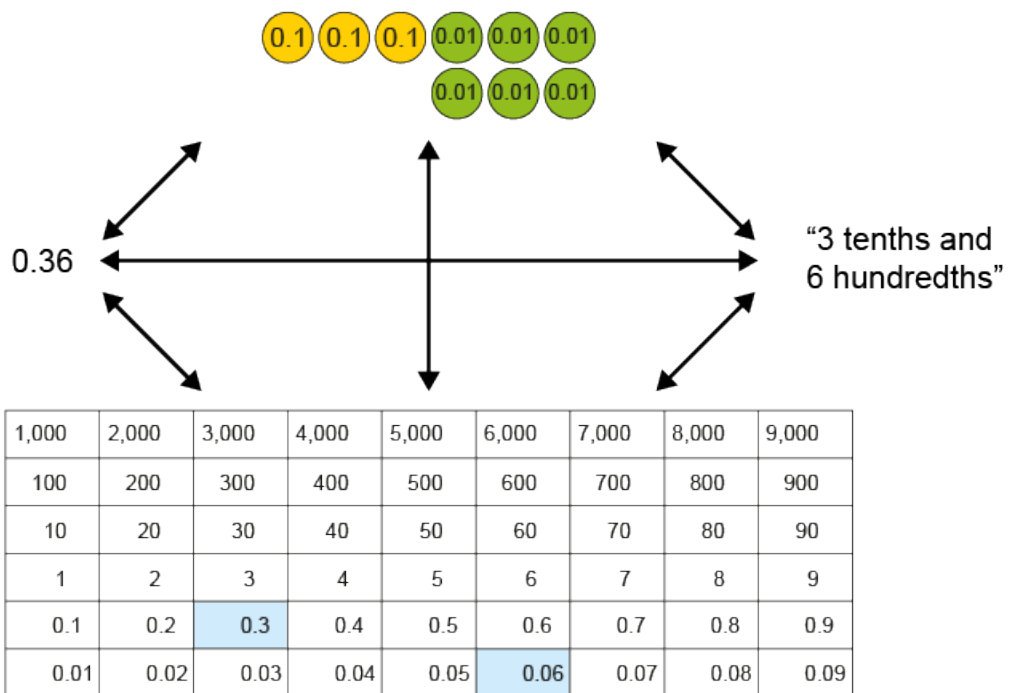 0.1 0.1 0.1 0.01 0.01 0.01
0.01 0.01 0.01
0.36
“3 tenths and
6 hundredths”
1,000 2,000 3,000 4,000 5,000 6,000 7,000 8,000 9,000
100 200 300 400 500 600 700 800 900
10 20 30 40 50 60 70 80 90
1 2 3 4 5 6 7 8 9
0.1 0.2 0.3 0.4 0.5 0.6 0.7 0.8 0.9
0.01 0.02 0.03 0.04 0.05 0.06 0.07 0.08 0.09